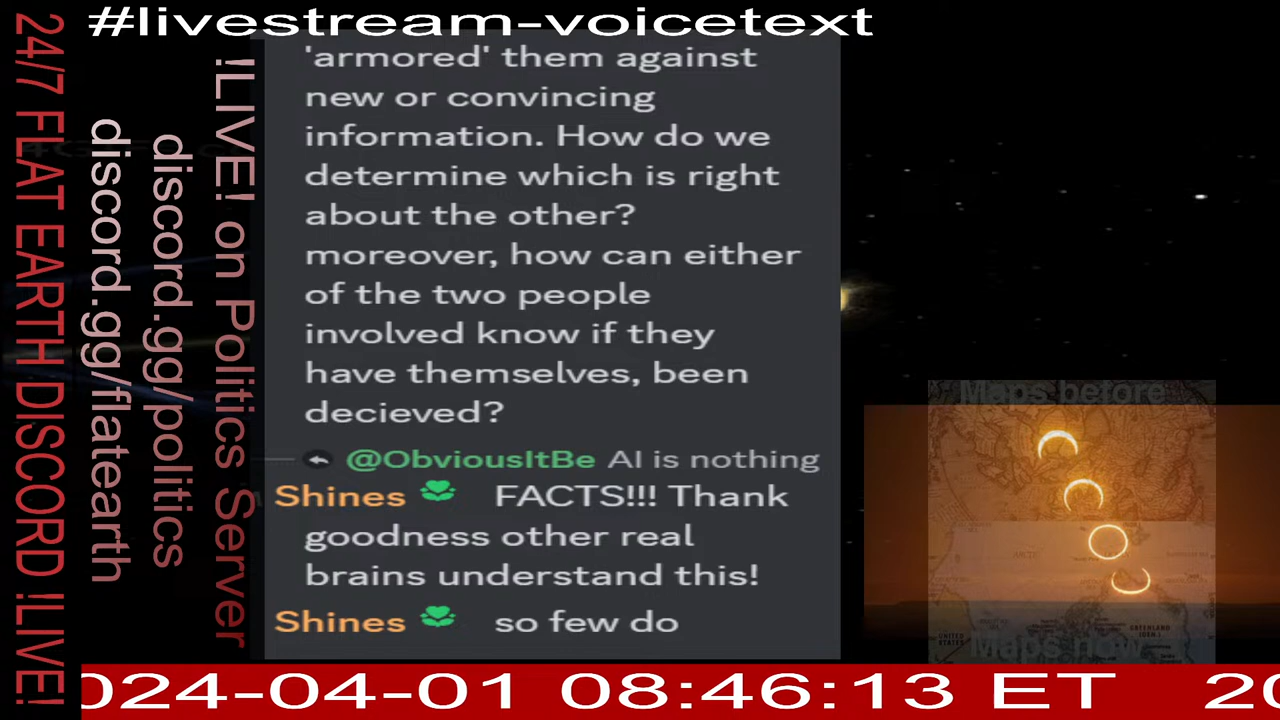 #livestream-voicetext
24/7 FLAT EARTH DISCORD !LIVE!
discord.gg/flatearth
discord.gg/politics
!LIVE! on Politics Server
'armored' them against
new or convincing
information. How do we
determine which is right
about the other?
moreover, how can either
of the two people
involved know if they
have themselves, been
decieved?
@ObviousItBe AI is nothing
Shines FACTS!!! Thank
goodness other real
brains understand this!
Shines so few do
Maps before
UNITED
STATES
GREENLAND
Maps now
024-04-01 08:46:13 ET 20